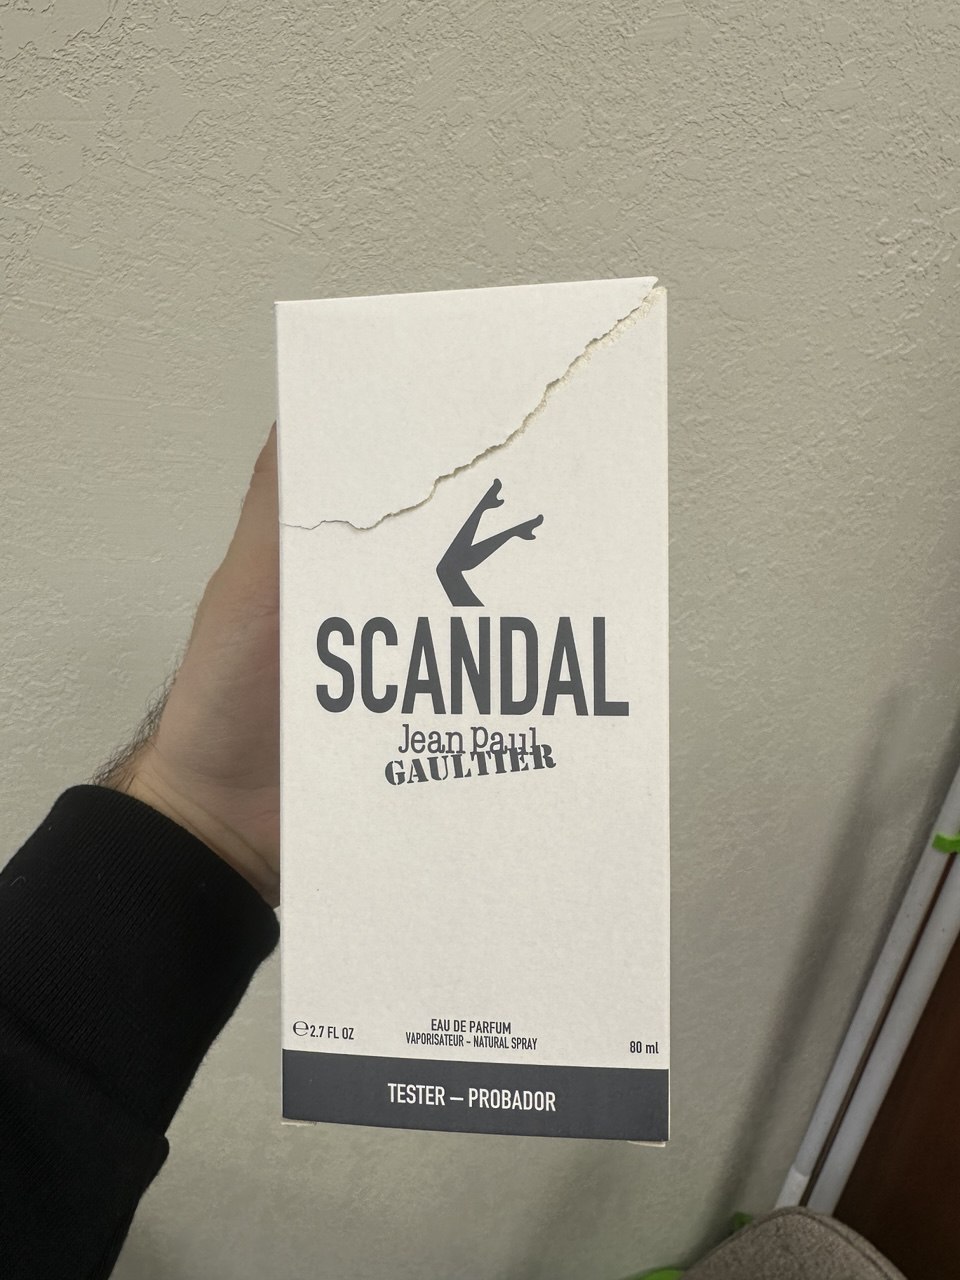 SCANDAL
Jean Paul
GAULTIER
℮ 2.7 FL OZ
EAU DE PARFUM
VAPORISATEUR - NATURAL SPRAY
80 ml
TESTER – PROBADOR